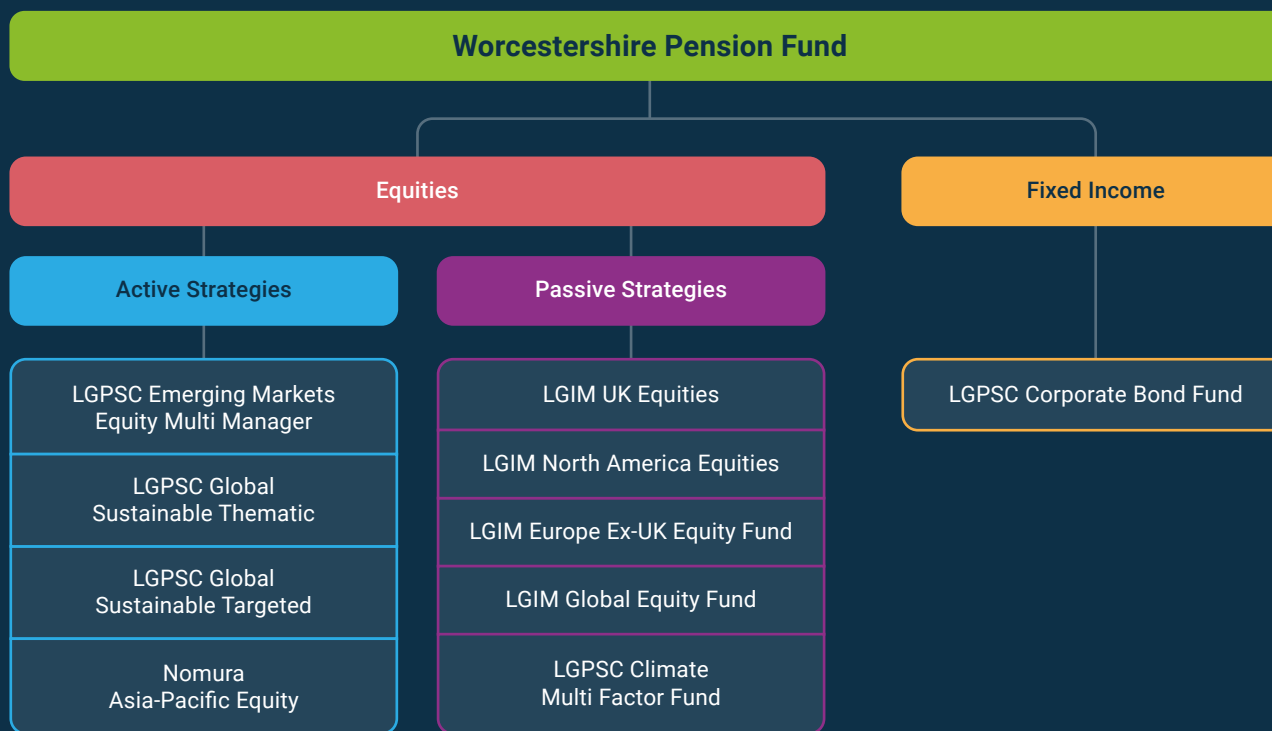 Worcestershire Pension Fund
Equities
Fixed Income
Active Strategies
Passive Strategies
LGPSC Emerging Markets
Equity Multi Manager
LGPSC Global
Sustainable Thematic
LGPSC Global
Sustainable Targeted
Nomura
Asia-Pacific Equity
LGIM UK Equities
LGIM North America Equities
LGIM Europe Ex-UK Equity Fund
LGIM Global Equity Fund
LGPSC Climate
Multi Factor Fund
LGPSC Corporate Bond Fund